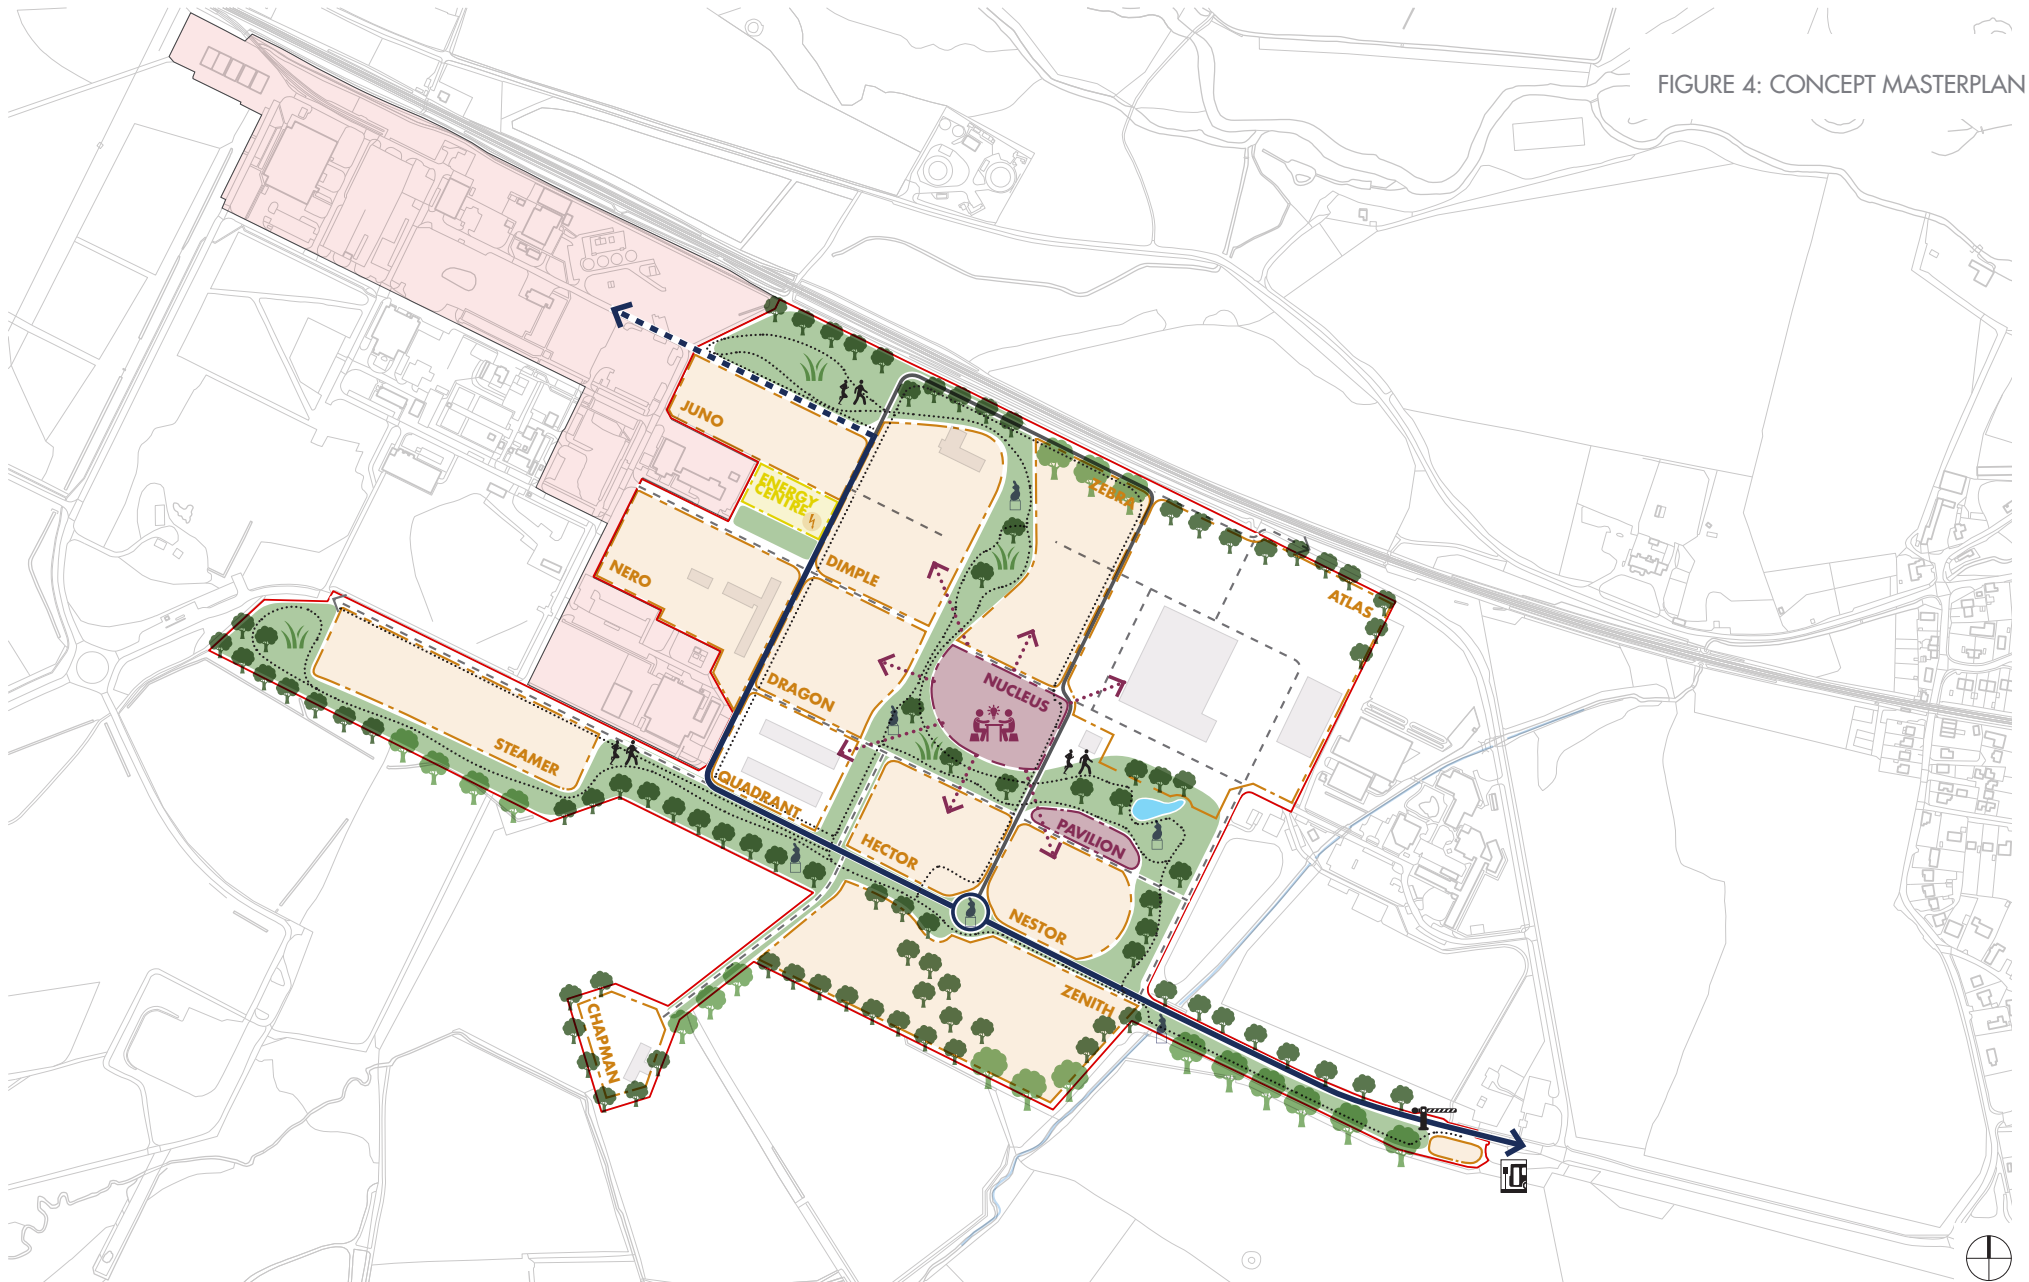 FIGURE 4: CONCEPT MASTERPLAN
JUNO
ENERGY
CENTRE
ZEBRA
NERO
DIMPLE
ATLAS
DRAGON
NUCLEUS
STEAMER
QUADRANT
HECTOR
PAVILION
NESTOR
ZENITH
CHAPMAN